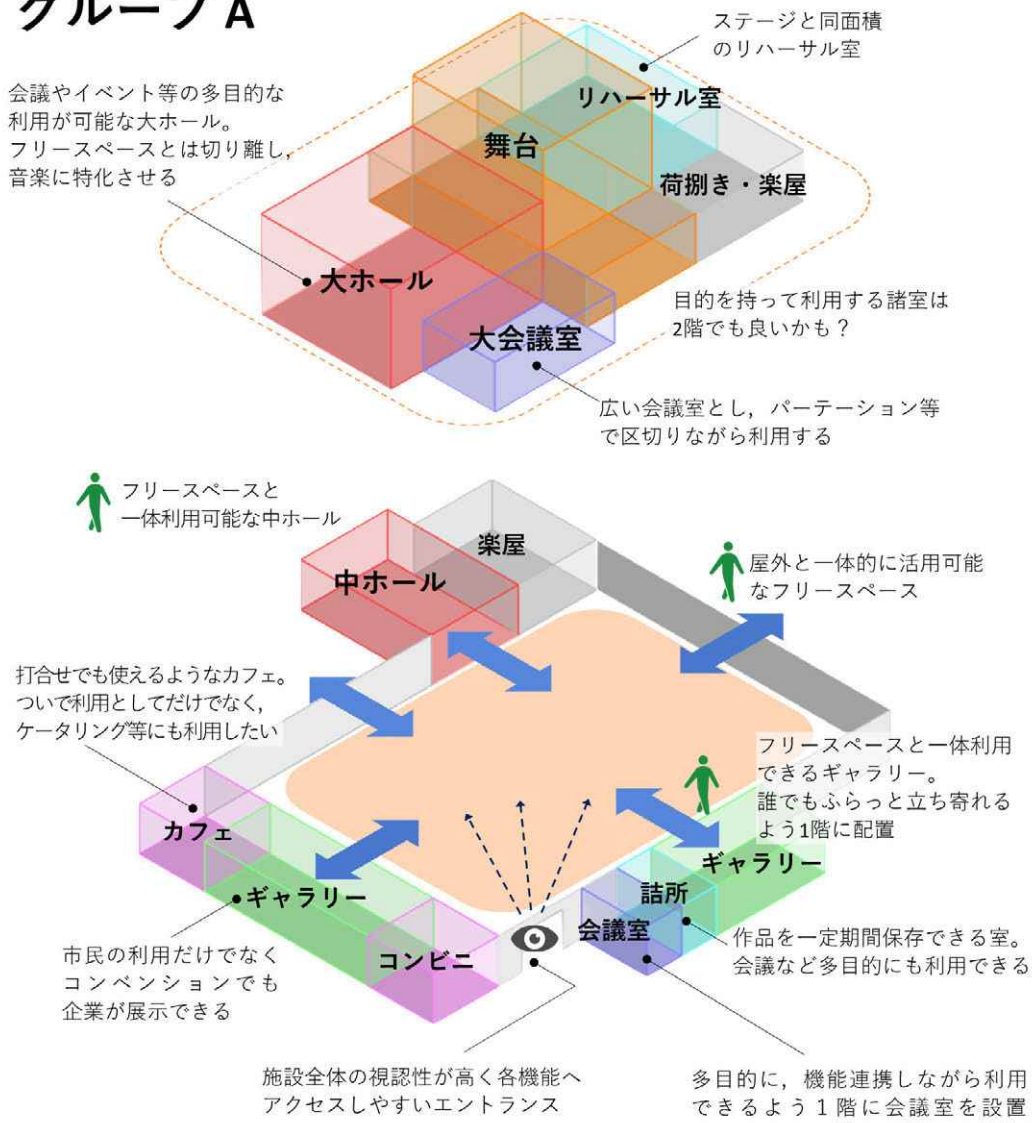 グループA
ステージと同面積
のリハーサル室
会議やイベント等の多目的な
利用が可能な大ホール。
フリースペースとは切り離し,
音楽に特化させる
リハーサル室
舞台
荷捌き・楽屋
大ホール
目的を持って利用する諸室は
2階でも良いかも？
大会議室
広い会議室とし，パーテーション等
で区切りながら利用する
フリースペースと
一体利用可能な中ホール
楽屋
中ホール
屋外と一体的に活用可能
なフリースペース
打合せでも使えるようなカフェ。
ついで利用としてだけでなく,
ケータリング等にも利用したい
フリースペースと一体利用
できるギャラリー。
誰でもふらっと立ち寄れる
よう1階に配置
カフェ
ギャラリー
ギャラリー
詰所
会議室
コンビニ
作品を一定期間保存できる室。
会議など多目的にも利用できる
市民の利用だけでなく
コンベンションでも
企業が展示できる
施設全体の視認性が高く各機能へ
アクセスしやすいエントランス
多目的に，機能連携しながら利用
できるよう１階に会議室を設置